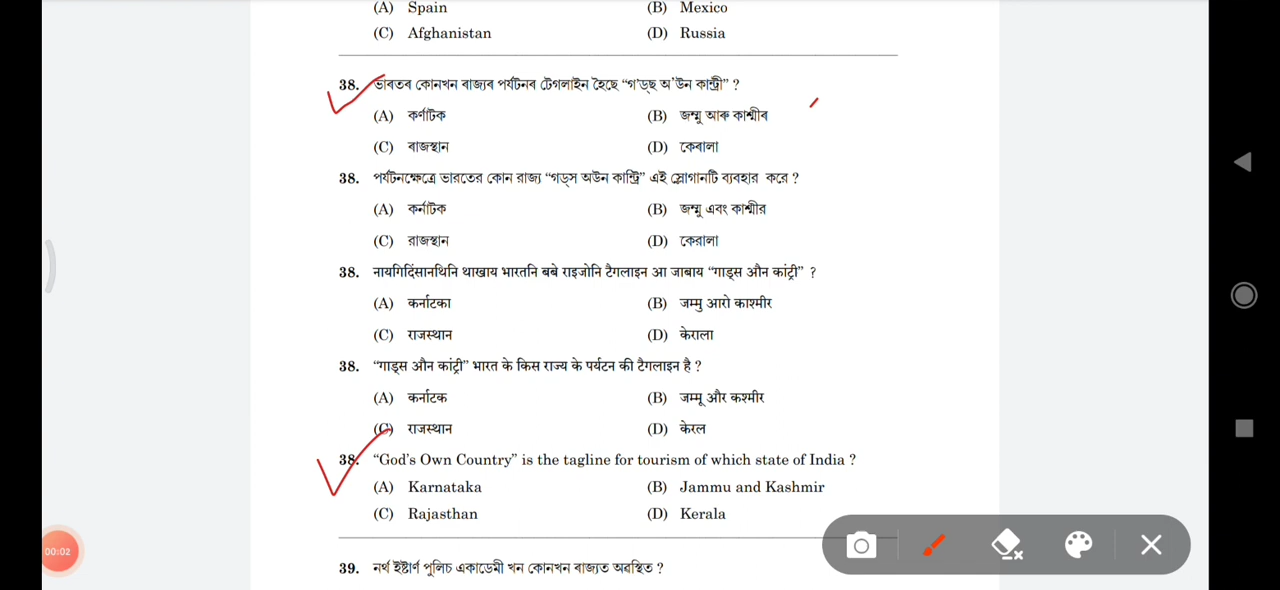 (A) Spain (B) Mexico
(C) Afghanistan (D) Russia
38. ভাৰতৰ কোনখন ৰাজ্যৰ পৰ্যটনৰ টেগলাইন হৈছে “গ'ড্‌ছ অ'উন কান্ট্ৰী” ?
(A) কৰ্ণাটক (B) জম্মু আৰু কাশ্মীৰ
(C) ৰাজস্থান (D) কেৰালা
38. পর্যটনক্ষেত্রে ভারতের কোন রাজ্য “গড্‌স অউন কান্ট্রি” এই স্লোগানটি ব্যবহার করে ?
(A) কর্নাটক (B) জম্মু এবং কাশ্মীর
(C) রাজস্থান (D) কেরালা
38. नायगिदिंसानथिनि थाखाय भारतनि बबे राइजोनि टैगलाइन आ जाबाय “गाड्स औन कांट्री” ?
(A) कर्नाटका (B) जम्मु आरो काश्मीर
(C) राजस्थान (D) केराला
38. “गाड्स औन कांट्री” भारत के किस राज्य के पर्यटन की टैगलाइन है ?
(A) कर्नाटक (B) जम्मू और कश्मीर
(C) राजस्थान (D) केरल
38. “God’s Own Country” is the tagline for tourism of which state of India ?
(A) Karnataka (B) Jammu and Kashmir
(C) Rajasthan (D) Kerala
00:02
39. নৰ্থ ইষ্টাৰ্ণ পুলিচ একাডেমী খন কোনখন ৰাজ্যত অৱস্থিত ?